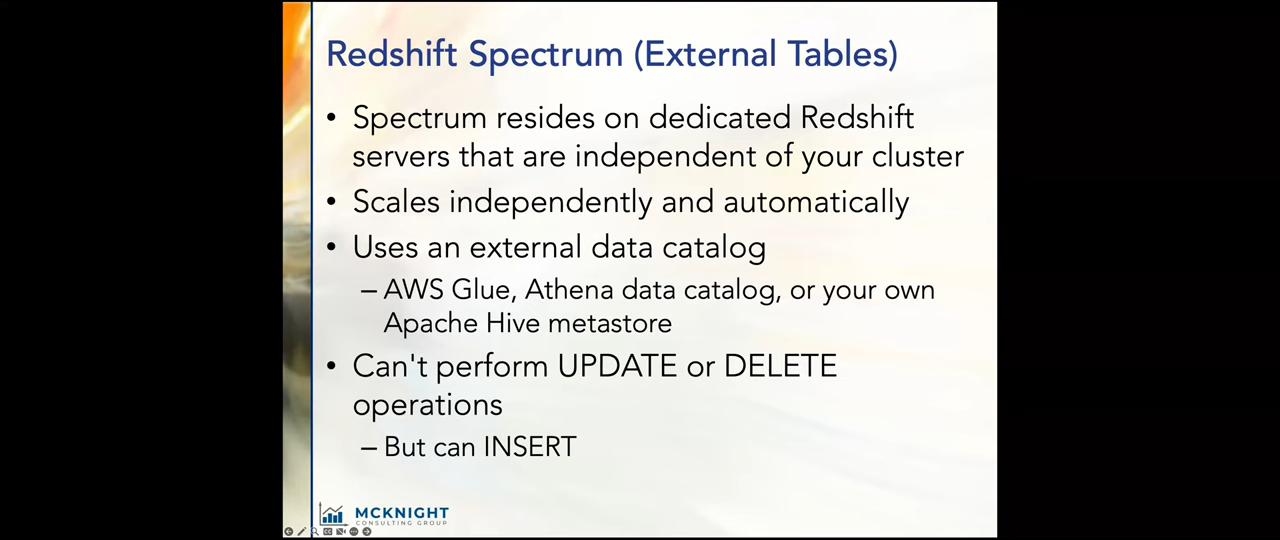 Redshift Spectrum (External Tables)
• Spectrum resides on dedicated Redshift
servers that are independent of your cluster
• Scales independently and automatically
• Uses an external data catalog
– AWS Glue, Athena data catalog, or your own
Apache Hive metastore
• Can't perform UPDATE or DELETE
operations
– But can INSERT
MCKNIGHT
CONSULTING GROUP